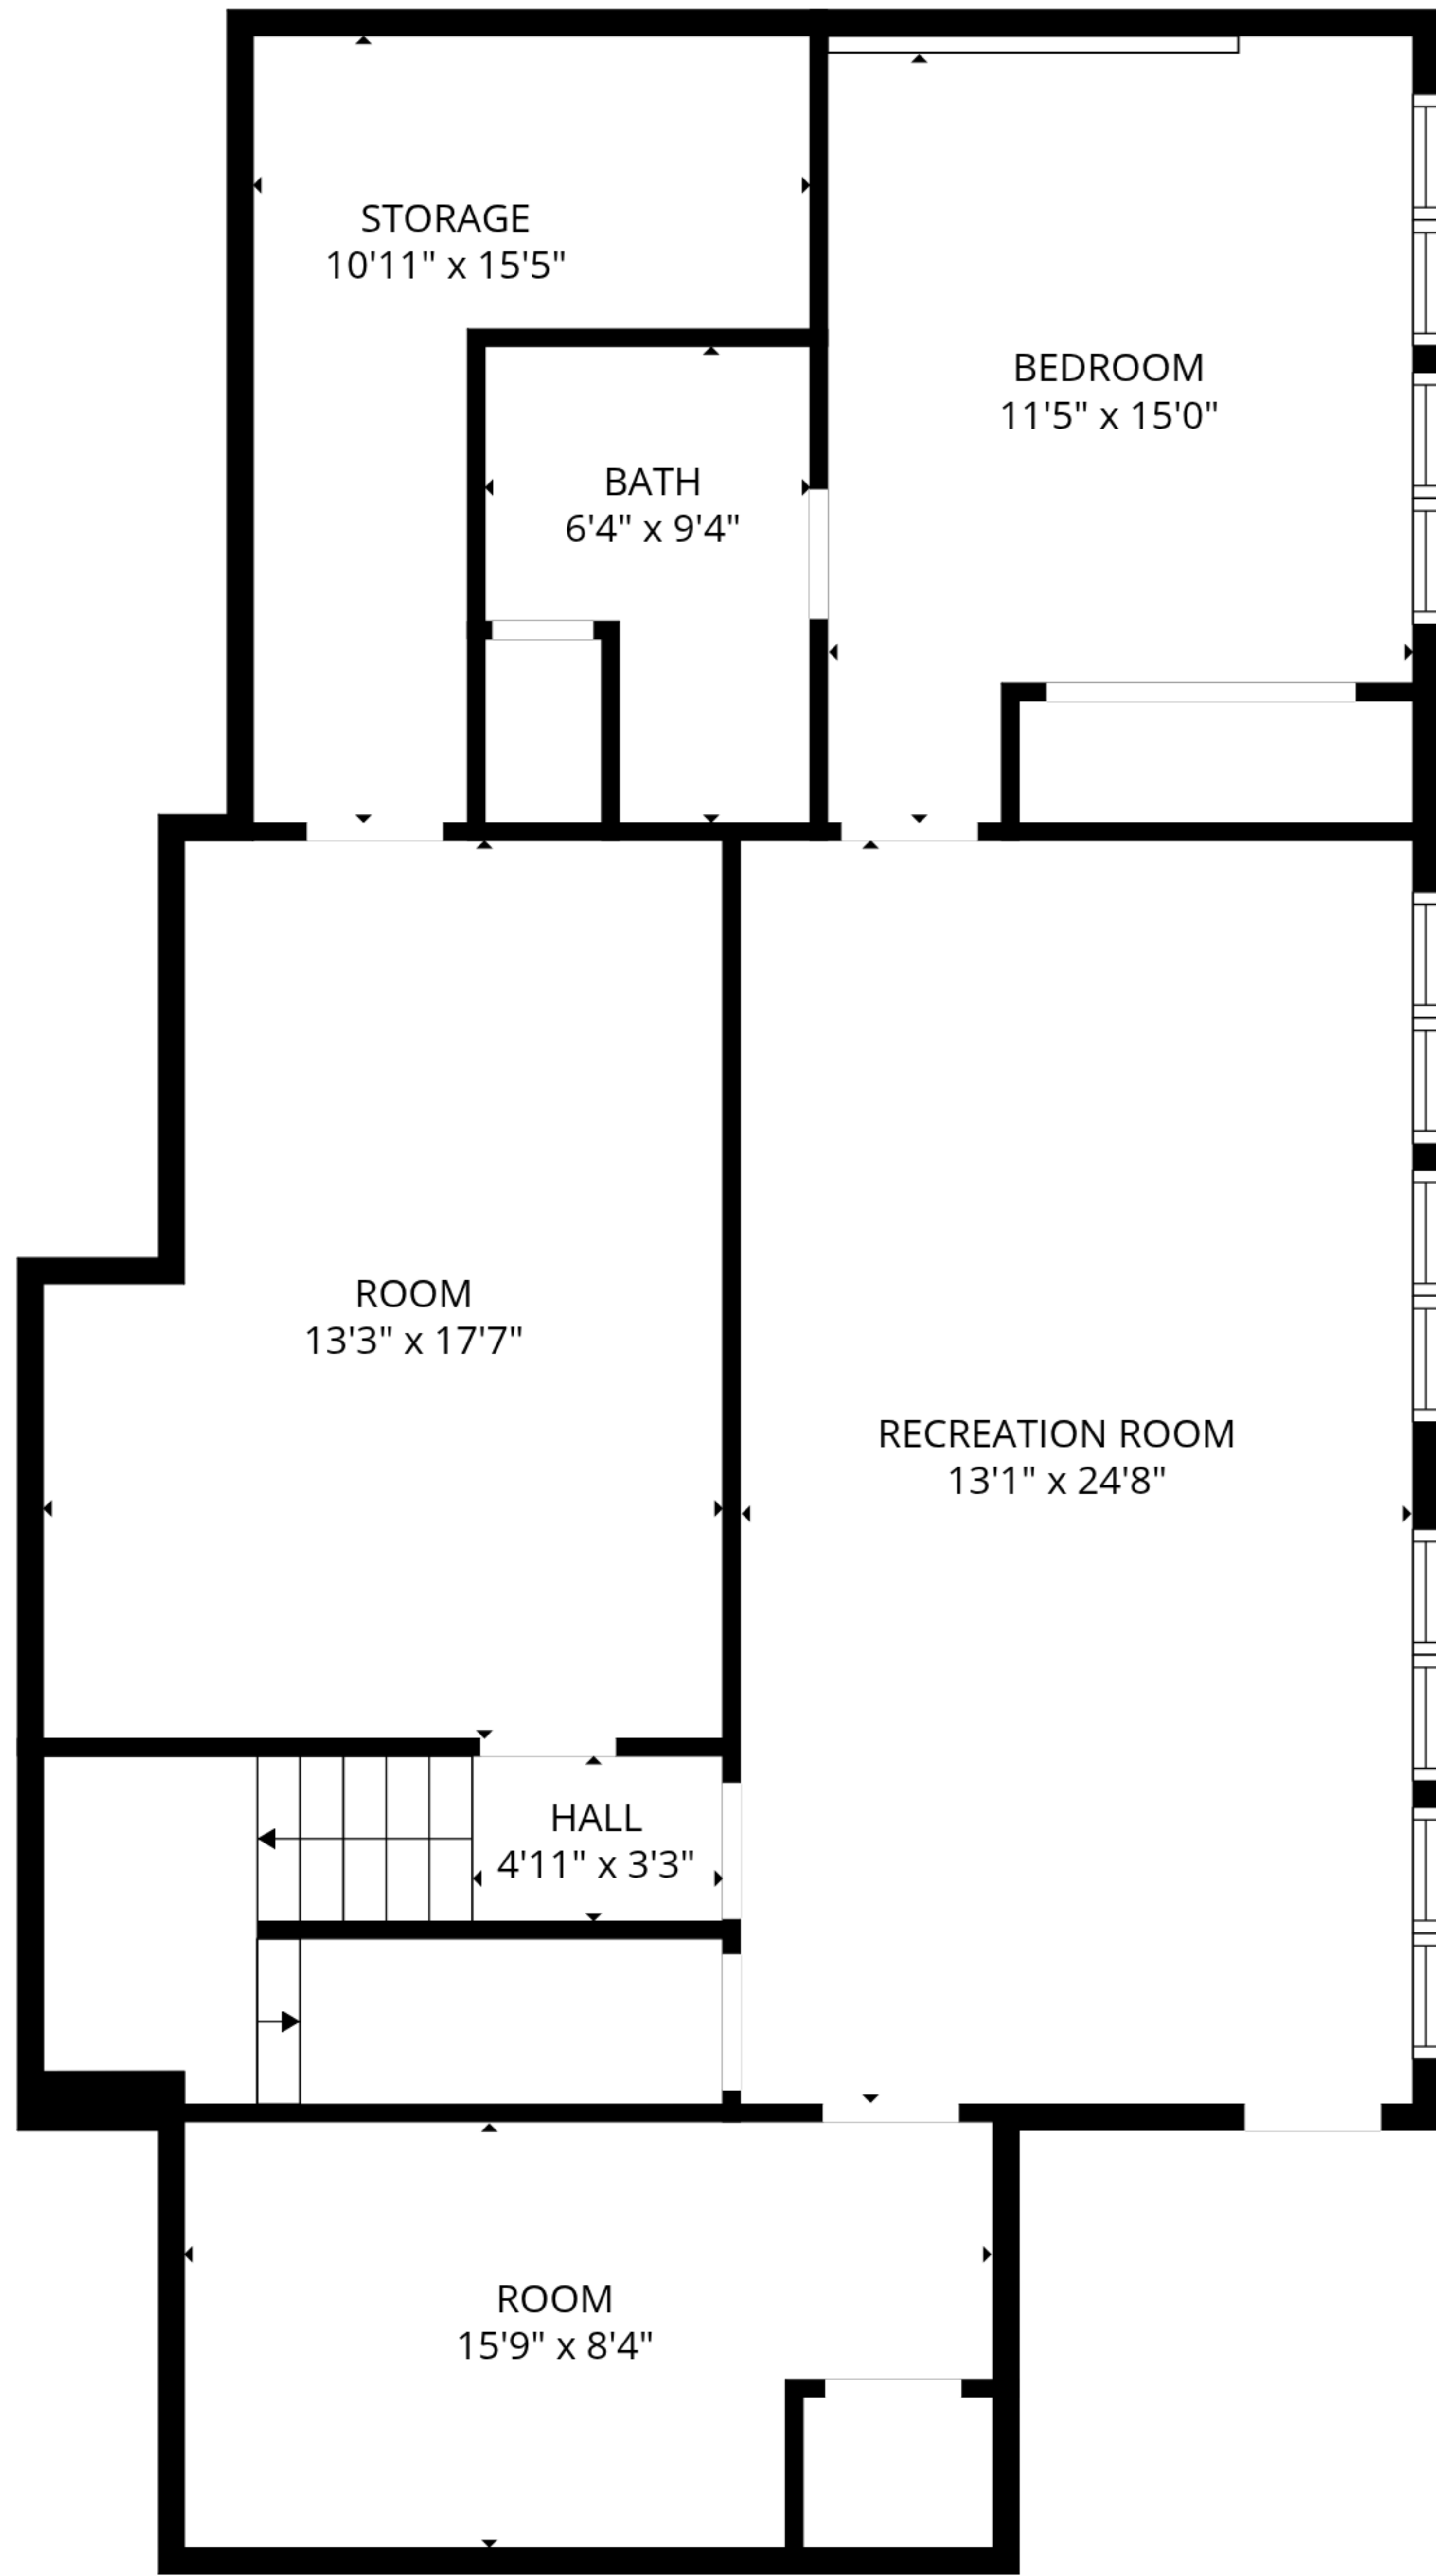 STORAGE
10'11" x 15'5"
BEDROOM
11'5" x 15'0"
BATH
6'4" x 9'4"
ROOM
13'3" x 17'7"
RECREATION ROOM
13'1" x 24'8"
HALL
4'11" x 3'3"
ROOM
15'9" x 8'4"